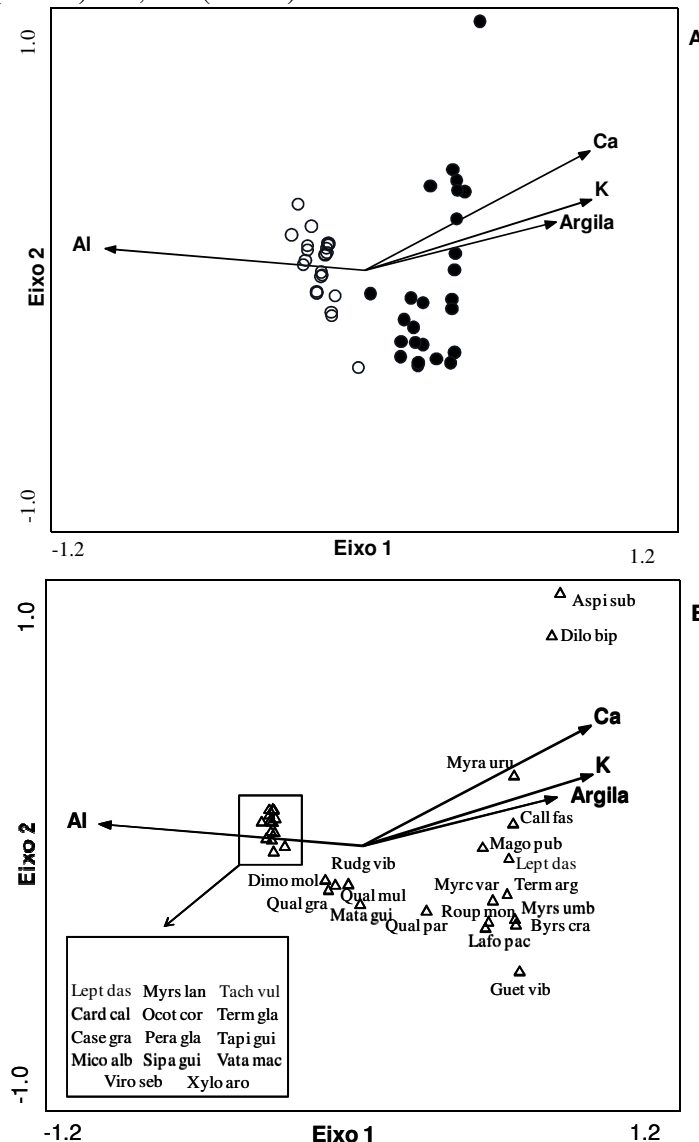 1.0
A
Ca
K
Argila
Al
Eixo 2
-1.0
-1.2
Eixo 1
1.2
1.0
Aspi sub
Dilo bip
Ca
Myra uru
K
Argila
Al
Call fas
Mago pub
Eixo 2
Lept das
Rudg vib
Dimo mol
Myrc var
Term arg
Qual gra
Qual mul
Mata gui
Roup mon
Myrs umb
Qual par
Byrs cra
Lafo pac
Guet vib
Lept das Myrs lan Tach vul
Card cal Ocot cor Term gla
Case gra Pera gla Tapi gui
Mico alb Sipa gui Vata mac
Viro seb Xylo aro
-1.0
-1.2
Eixo 1
1.2